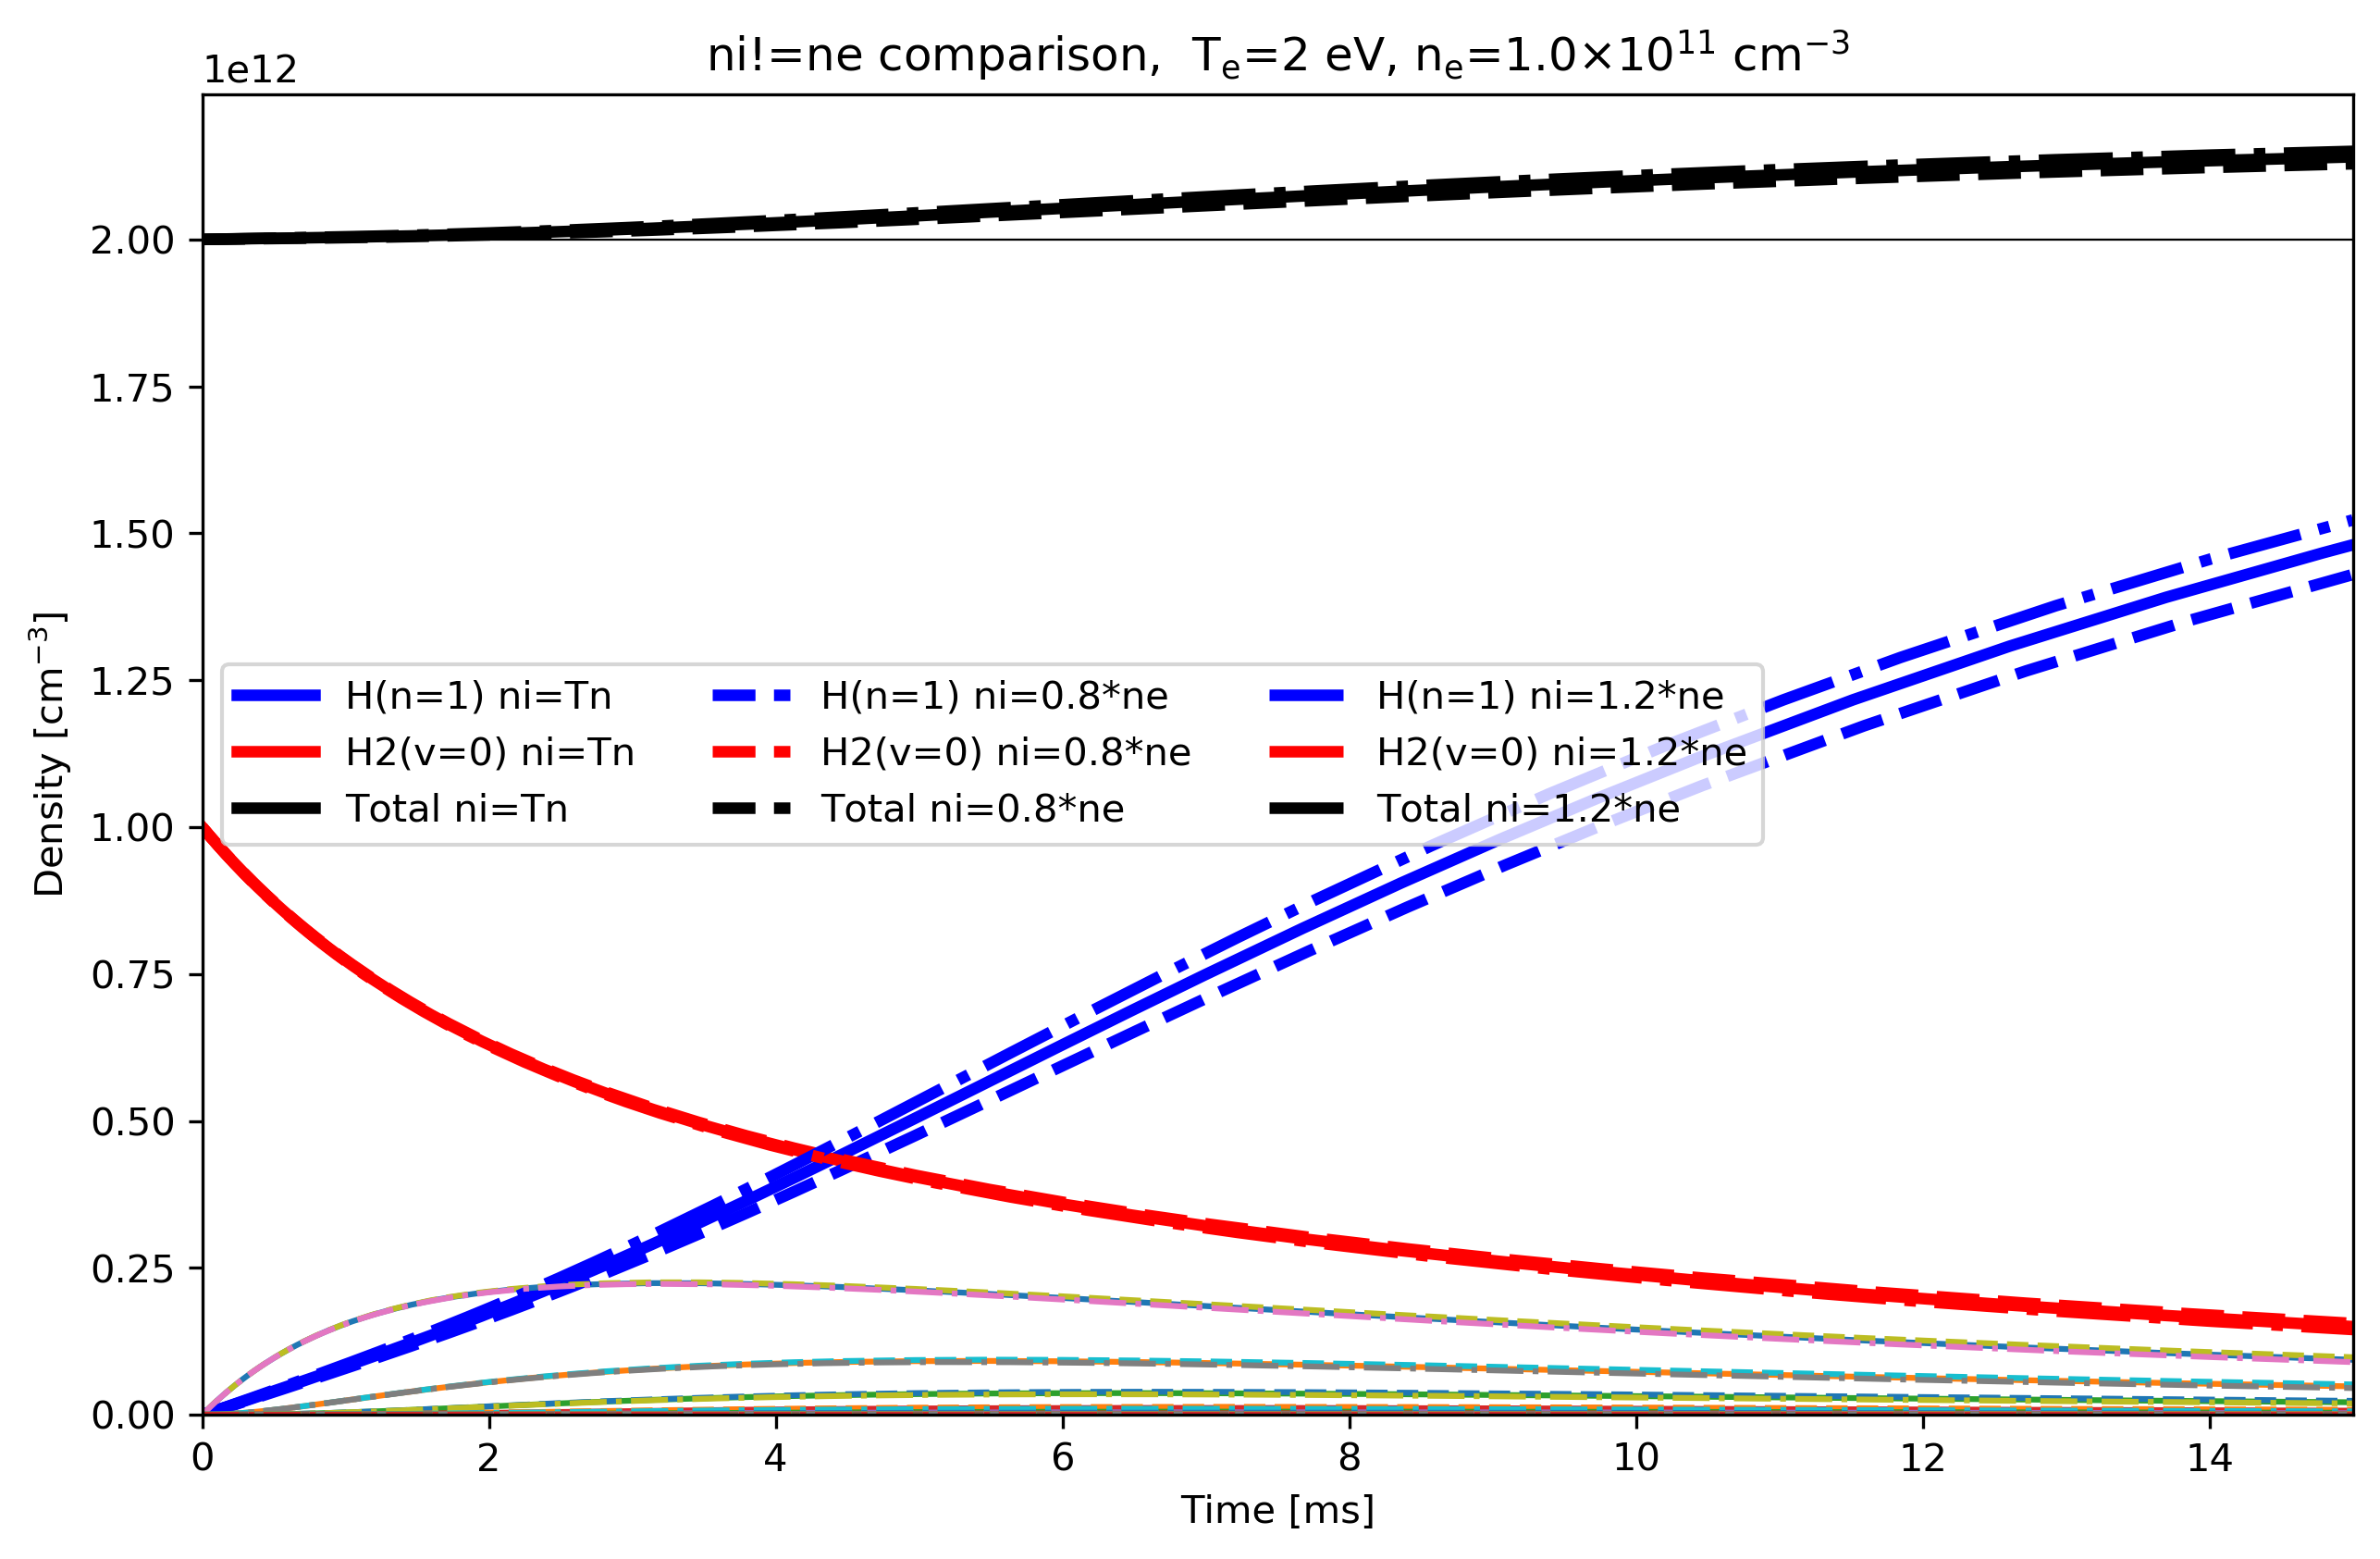 ni!=ne comparison,  Tₑ=2 eV, nₑ=1.0×10¹¹ cm⁻³
1e12
2.00
1.75
1.50
1.25
1.00
0.75
0.50
0.25
0.00
Density [cm⁻³]
H(n=1) ni=Tn
H2(v=0) ni=Tn
Total ni=Tn
H(n=1) ni=0.8*ne
H2(v=0) ni=0.8*ne
Total ni=0.8*ne
H(n=1) ni=1.2*ne
H2(v=0) ni=1.2*ne
Total ni=1.2*ne
0 2 4 6 8 10 12 14
Time [ms]